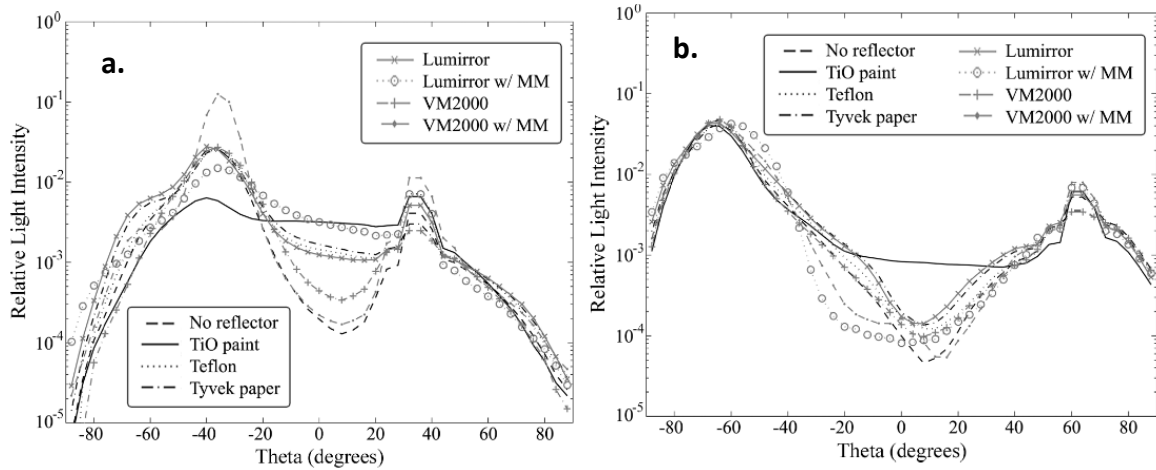 a.
Lumirror
Lumirror w/ MM
VM2000
VM2000 w/ MM
No reflector
TiO paint
Teflon
Tyvek paper
Relative Light Intensity
10^0
10^-1
10^-2
10^-3
10^-4
10^-5
-80 -60 -40 -20 0 20 40 60 80
Theta (degrees)
b.
No reflector
TiO paint
Teflon
Tyvek paper
Lumirror
Lumirror w/ MM
VM2000
VM2000 w/ MM
Relative Light Intensity
10^0
10^-1
10^-2
10^-3
10^-4
10^-5
-80 -60 -40 -20 0 20 40 60 80
Theta (degrees)